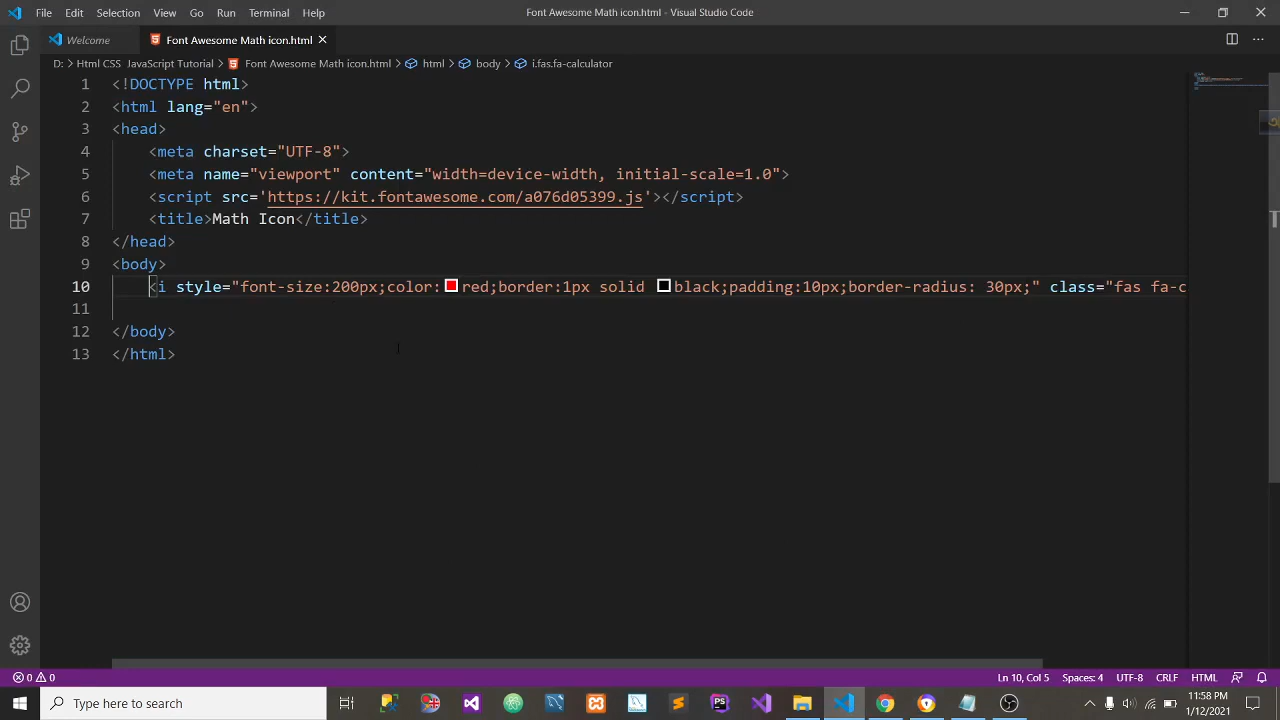 File Edit Selection View Go Run Terminal Help
Font Awesome Math icon.html - Visual Studio Code
Welcome
Font Awesome Math icon.html
D: > Html CSS JavaScript Tutorial > Font Awesome Math icon.html > html > body > i.fas.fa-calculator
1 <!DOCTYPE html>
2 <html lang="en">
3 <head>
4 <meta charset="UTF-8">
5 <meta name="viewport" content="width=device-width, initial-scale=1.0">
6 <script src='https://kit.fontawesome.com/a076d05399.js'></script>
7 <title>Math Icon</title>
8 </head>
9 <body>
10 <i style="font-size:200px;color:red;border:1px solid black;padding:10px;border-radius: 30px;" class="fas fa-c
11
12 </body>
13 </html>
0 0
Ln 10, Col 5 Spaces: 4 UTF-8 CRLF HTML
Type here to search
PS
11:58 PM
1/12/2021